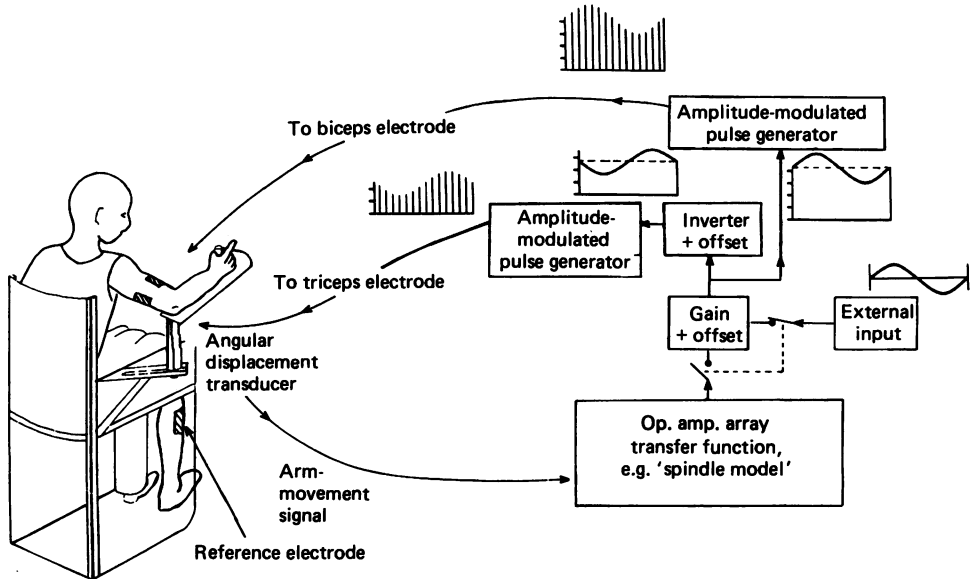 Amplitude-modulated
pulse generator
To biceps electrode
Amplitude-
modulated
pulse generator
Inverter
+ offset
To triceps electrode
Gain
+ offset
External
input
Angular
displacement
transducer
Op. amp. array
transfer function,
e.g. ‘spindle model’
Arm-
movement
signal
Reference electrode